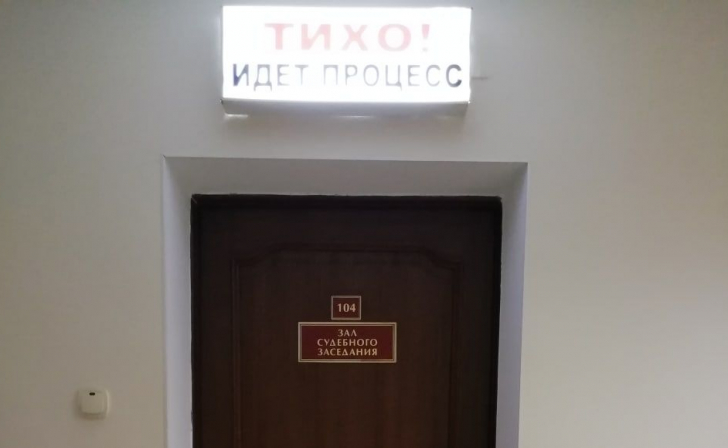 ТИХО!
ИДЕТ ПРОЦЕСС
104
ЗАЛ
СУДЕБНОГО
ЗАСЕДАНИЯ